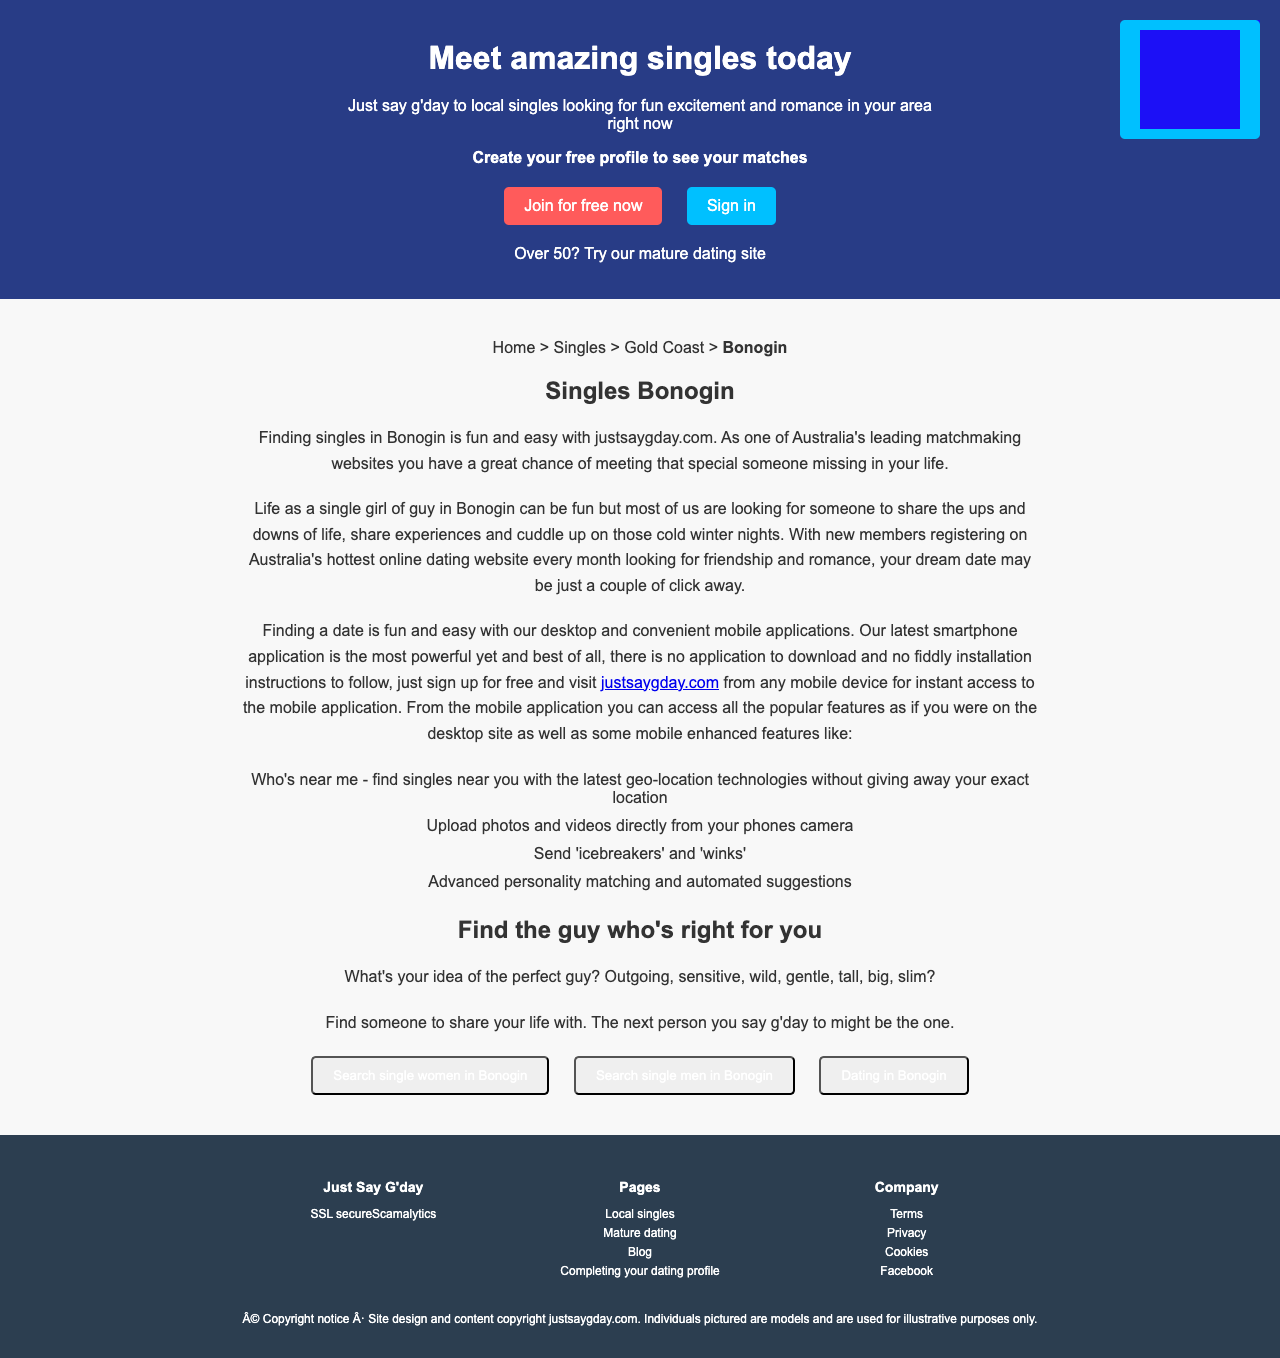 Meet amazing singles today
Just say g'day to local singles looking for fun excitement and romance in your area
right now
Create your free profile to see your matches
Join for free now
Sign in
Over 50? Try our mature dating site
Home > Singles > Gold Coast > Bonogin
Singles Bonogin
Finding singles in Bonogin is fun and easy with justsaygday.com. As one of Australia's leading matchmaking
websites you have a great chance of meeting that special someone missing in your life.
Life as a single girl of guy in Bonogin can be fun but most of us are looking for someone to share the ups and
downs of life, share experiences and cuddle up on those cold winter nights. With new members registering on
Australia's hottest online dating website every month looking for friendship and romance, your dream date may
be just a couple of click away.
Finding a date is fun and easy with our desktop and convenient mobile applications. Our latest smartphone
application is the most powerful yet and best of all, there is no application to download and no fiddly installation
instructions to follow, just sign up for free and visit justsaygday.com from any mobile device for instant access to
the mobile application. From the mobile application you can access all the popular features as if you were on the
desktop site as well as some mobile enhanced features like:
Who's near me - find singles near you with the latest geo-location technologies without giving away your exact
location
Upload photos and videos directly from your phones camera
Send 'icebreakers' and 'winks'
Advanced personality matching and automated suggestions
Find the guy who's right for you
What's your idea of the perfect guy? Outgoing, sensitive, wild, gentle, tall, big, slim?
Find someone to share your life with. The next person you say g'day to might be the one.
Search single women in Bonogin
Search single men in Bonogin
Dating in Bonogin
Just Say G'day
SSL secureScamalytics
Pages
Local singles
Mature dating
Blog
Completing your dating profile
Company
Terms
Privacy
Cookies
Facebook
Â© Copyright notice Â· Site design and content copyright justsaygday.com. Individuals pictured are models and are used for illustrative purposes only.